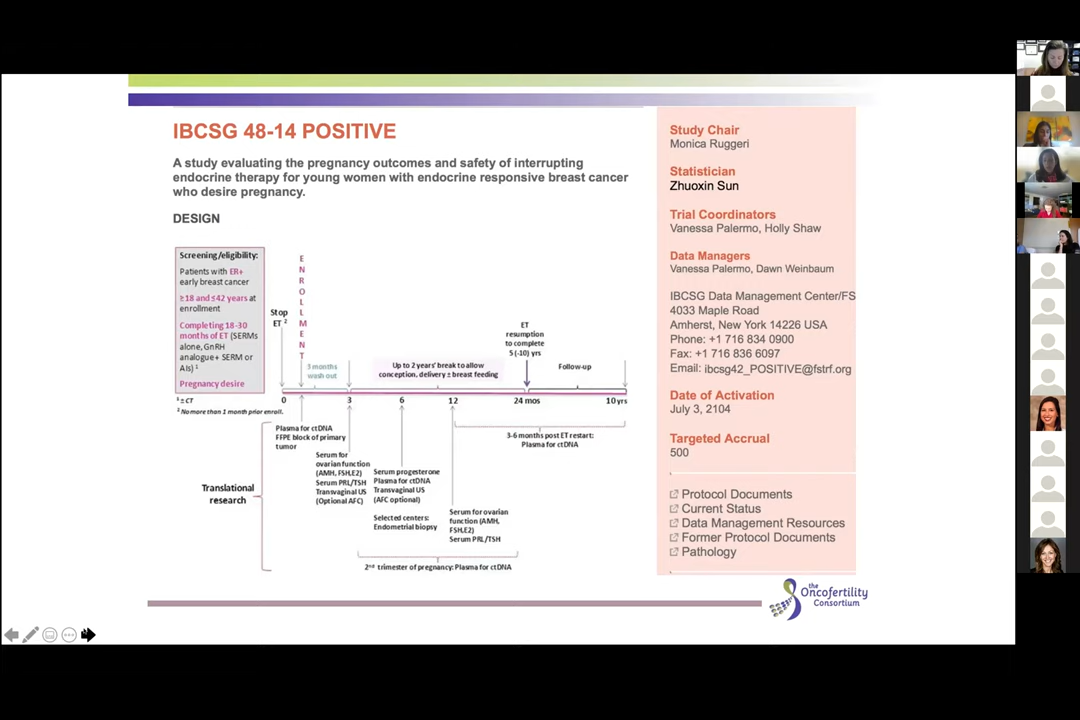 IBCSG 48-14 POSITIVE
A study evaluating the pregnancy outcomes and safety of interrupting
endocrine therapy for young women with endocrine responsive breast cancer
who desire pregnancy.
DESIGN
Screening/eligibility:
Patients with ER+
early breast cancer
≥18 and ≤42 years at
enrollment
Completing 18-30
months of ET (SERMs
alone, GnRH
analogue+ SERM or
AIs) 1
Pregnancy desire
1 ± CT
2 No more than 1 month prior enroll.
Stop
ET 2
ENROLLMENT
3 months
wash out
Up to 2 years' break to allow
conception, delivery ± breast feeding
ET
resumption
to complete
5 (-10) yrs
Follow-up
0 3 6 12 24 mos 10 yrs
Translational
research
Plasma for ctDNA
FFPE block of primary
tumor
Serum for
ovarian function
(AMH, FSH,E2)
Serum PRL/TSH
Transvaginal US
(Optional AFC)
Serum progesterone
Plasma for ctDNA
Transvaginal US
(AFC optional)
Selected centers:
Endometrial biopsy
Serum for ovarian
function (AMH,
FSH,E2)
Serum PRL/TSH
3-6 months post ET restart:
Plasma for ctDNA
2nd trimester of pregnancy: Plasma for ctDNA
Study Chair
Monica Ruggeri
Statistician
Zhuoxin Sun
Trial Coordinators
Vanessa Palermo, Holly Shaw
Data Managers
Vanessa Palermo, Dawn Weinbaum
IBCSG Data Management Center/FS
4033 Maple Road
Amherst, New York 14226 USA
Phone: +1 716 834 0900
Fax: +1 716 836 6097
Email: ibcsg42_POSITIVE@fstrf.org
Date of Activation
July 3, 2104
Targeted Accrual
500
Protocol Documents
Current Status
Data Management Resources
Former Protocol Documents
Pathology
the
Oncofertility
Consortium